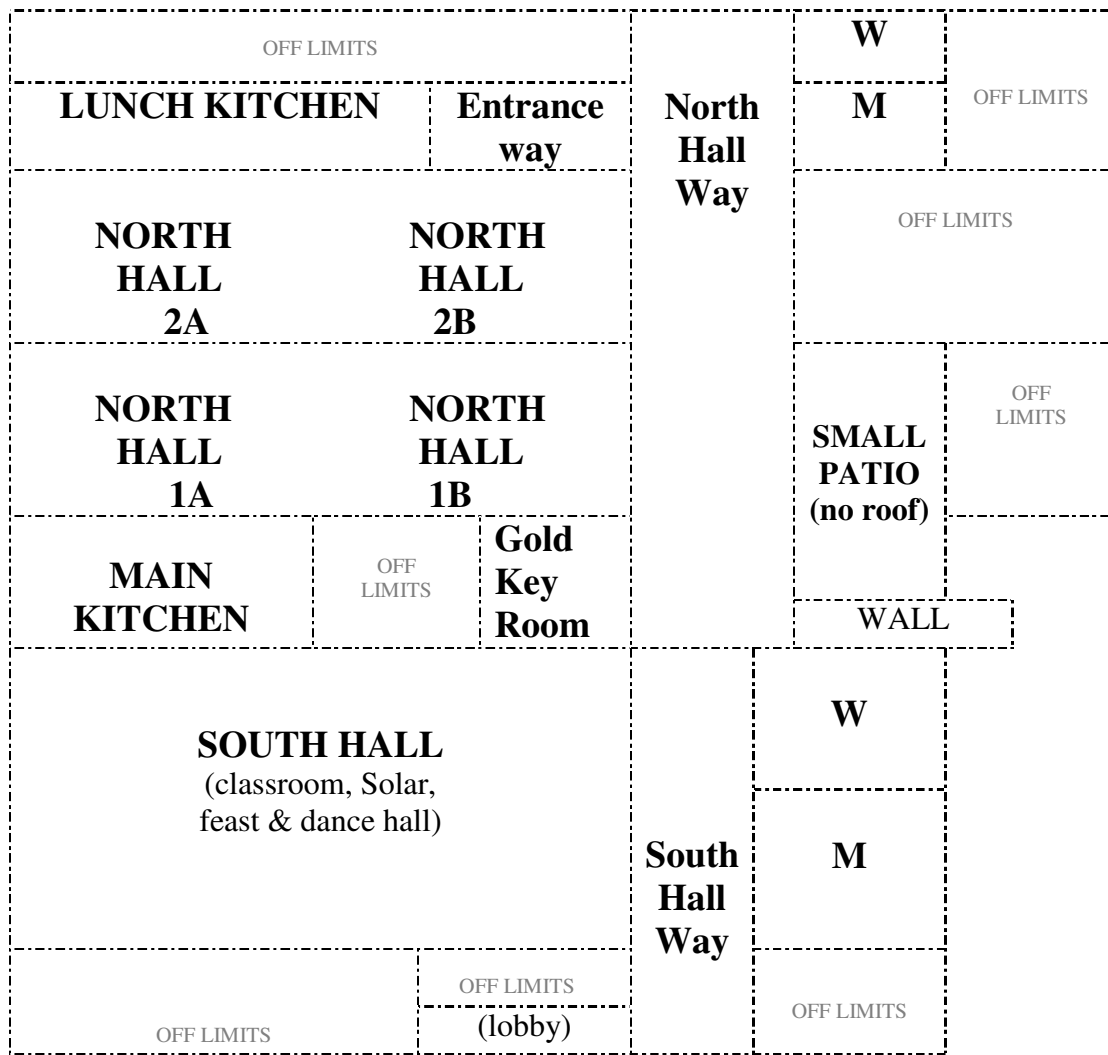 OFF LIMITS
W
LUNCH KITCHEN
Entrance
way
North
Hall
Way
M
OFF LIMITS
OFF LIMITS
NORTH
HALL
2A
NORTH
HALL
2B
NORTH
HALL
1A
NORTH
HALL
1B
SMALL
PATIO
(no roof)
OFF
LIMITS
MAIN
KITCHEN
OFF
LIMITS
Gold
Key
Room
WALL
SOUTH HALL
(classroom, Solar,
feast & dance hall)
W
South
Hall
Way
M
OFF LIMITS
OFF LIMITS
(lobby)
OFF LIMITS